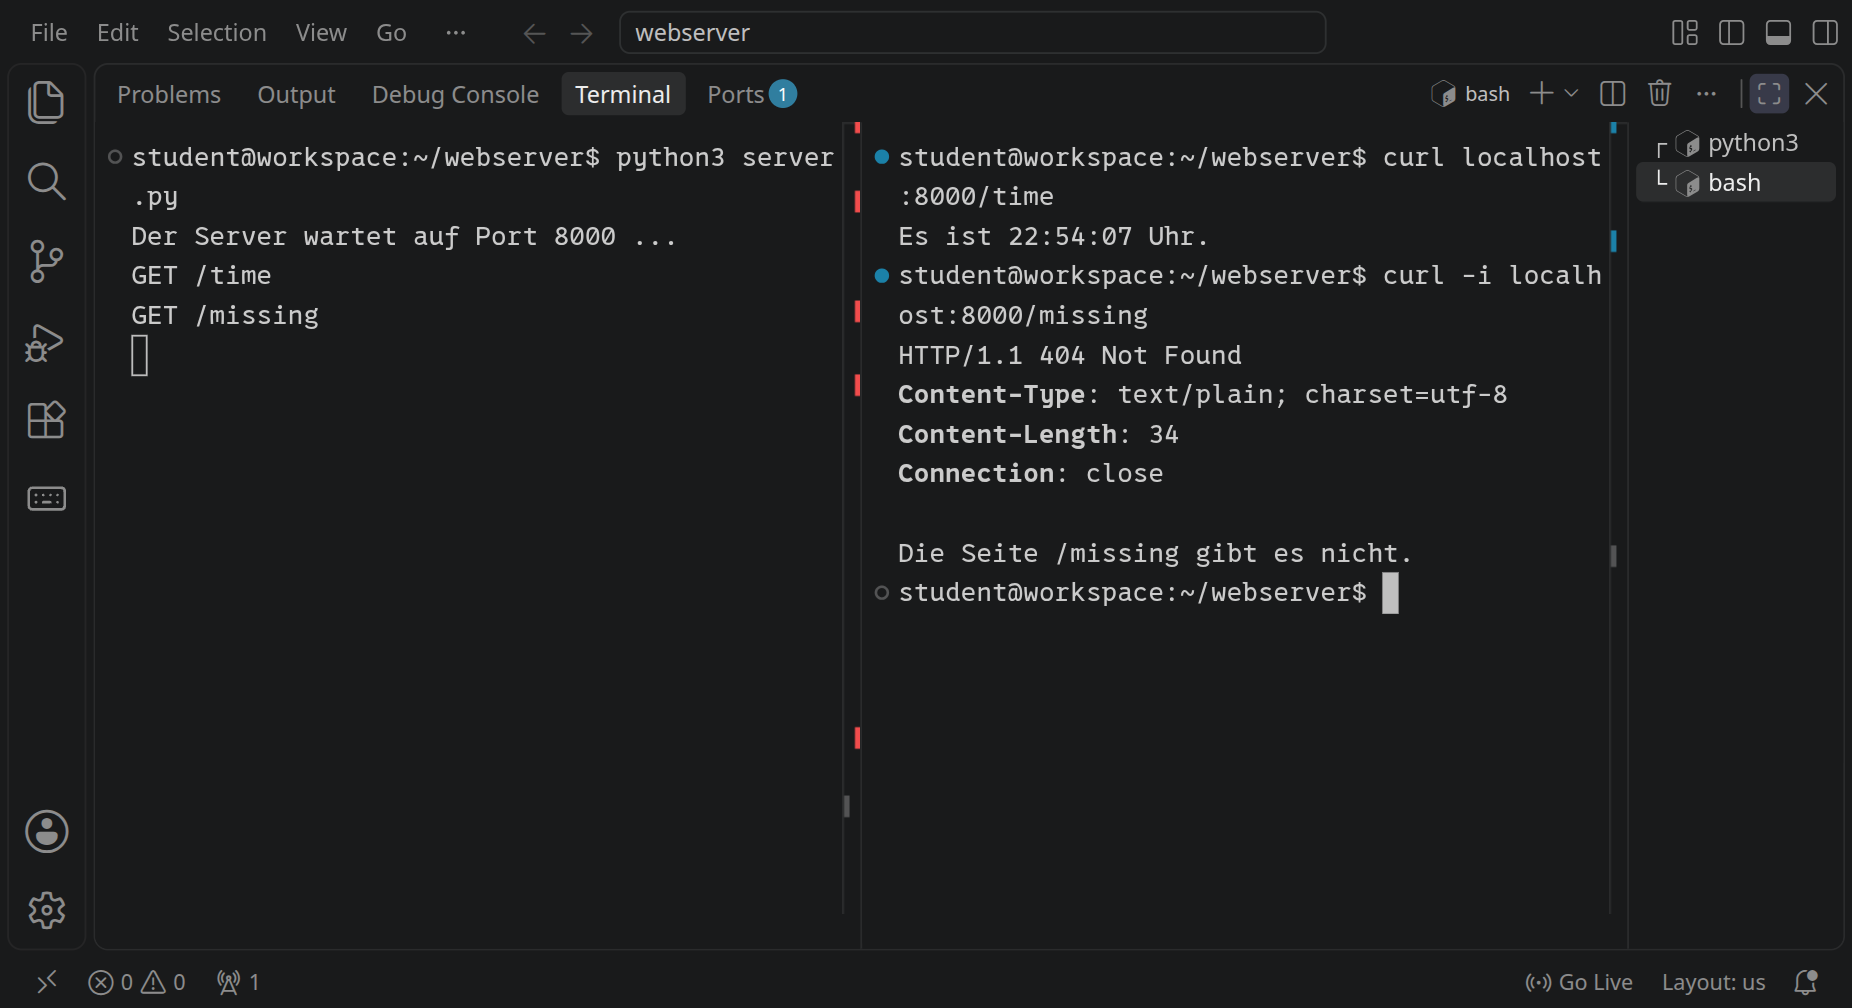 File Edit Selection View Go ···
webserver
Problems Output Debug Console Terminal Ports 1
bash
student@workspace:~/webserver$ python3 server
.py
Der Server wartet auf Port 8000 ...
GET /time
GET /missing
student@workspace:~/webserver$ curl localhost
:8000/time
Es ist 22:54:07 Uhr.
student@workspace:~/webserver$ curl -i localh
ost:8000/missing
HTTP/1.1 404 Not Found
Content-Type: text/plain; charset=utf-8
Content-Length: 34
Connection: close
Die Seite /missing gibt es nicht.
student@workspace:~/webserver$
python3
bash
0 0 1
Go Live Layout: us